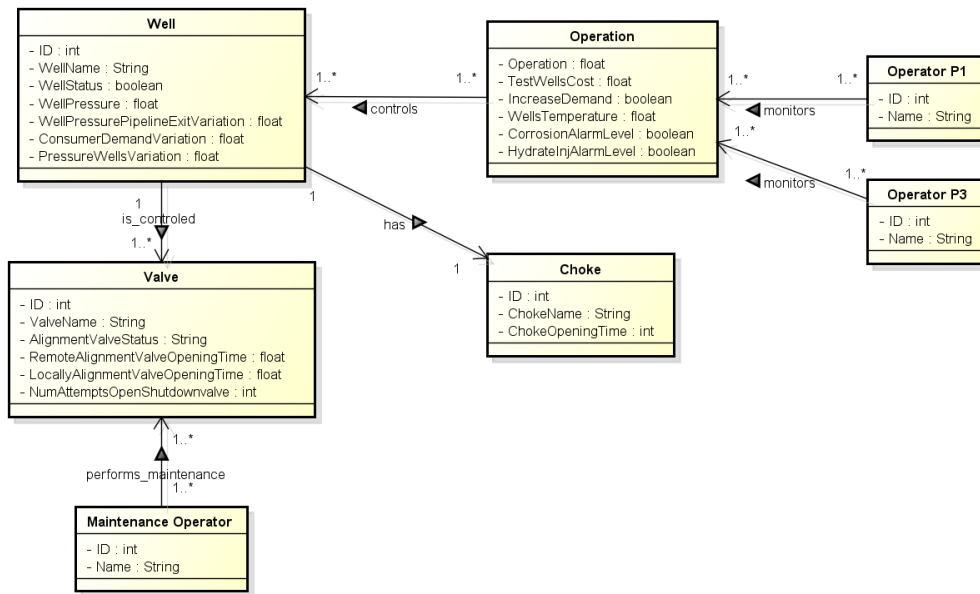 Well
- ID : int
- WellName : String
- WellStatus : boolean
- WellPressure : float
- WellPressurePipelineExitVariation : float
- ConsumerDemandVariation : float
- PressureWellsVariation : float
1..*
controls
1..*
Operation
- Operation : float
- TestWellsCost : float
- IncreaseDemand : boolean
- WellsTemperature : float
- CorrosionAlarmLevel : boolean
- HydrateInjAlarmLevel : boolean
1..*
monitors
1..*
Operator P1
- ID : int
- Name : String
1..*
monitors
1..*
Operator P3
- ID : int
- Name : String
1
is_controled
1..*
1
has
1
Valve
- ID : int
- ValveName : String
- AlignmentValveStatus : String
- RemoteAlignmentValveOpeningTime : float
- LocallyAlignmentValveOpeningTime : float
- NumAttemptsOpenShutdownvalve : int
Choke
- ID : int
- ChokeName : String
- ChokeOpeningTime : int
1..*
performs_maintenance
1..*
Maintenance Operator
- ID : int
- Name : String